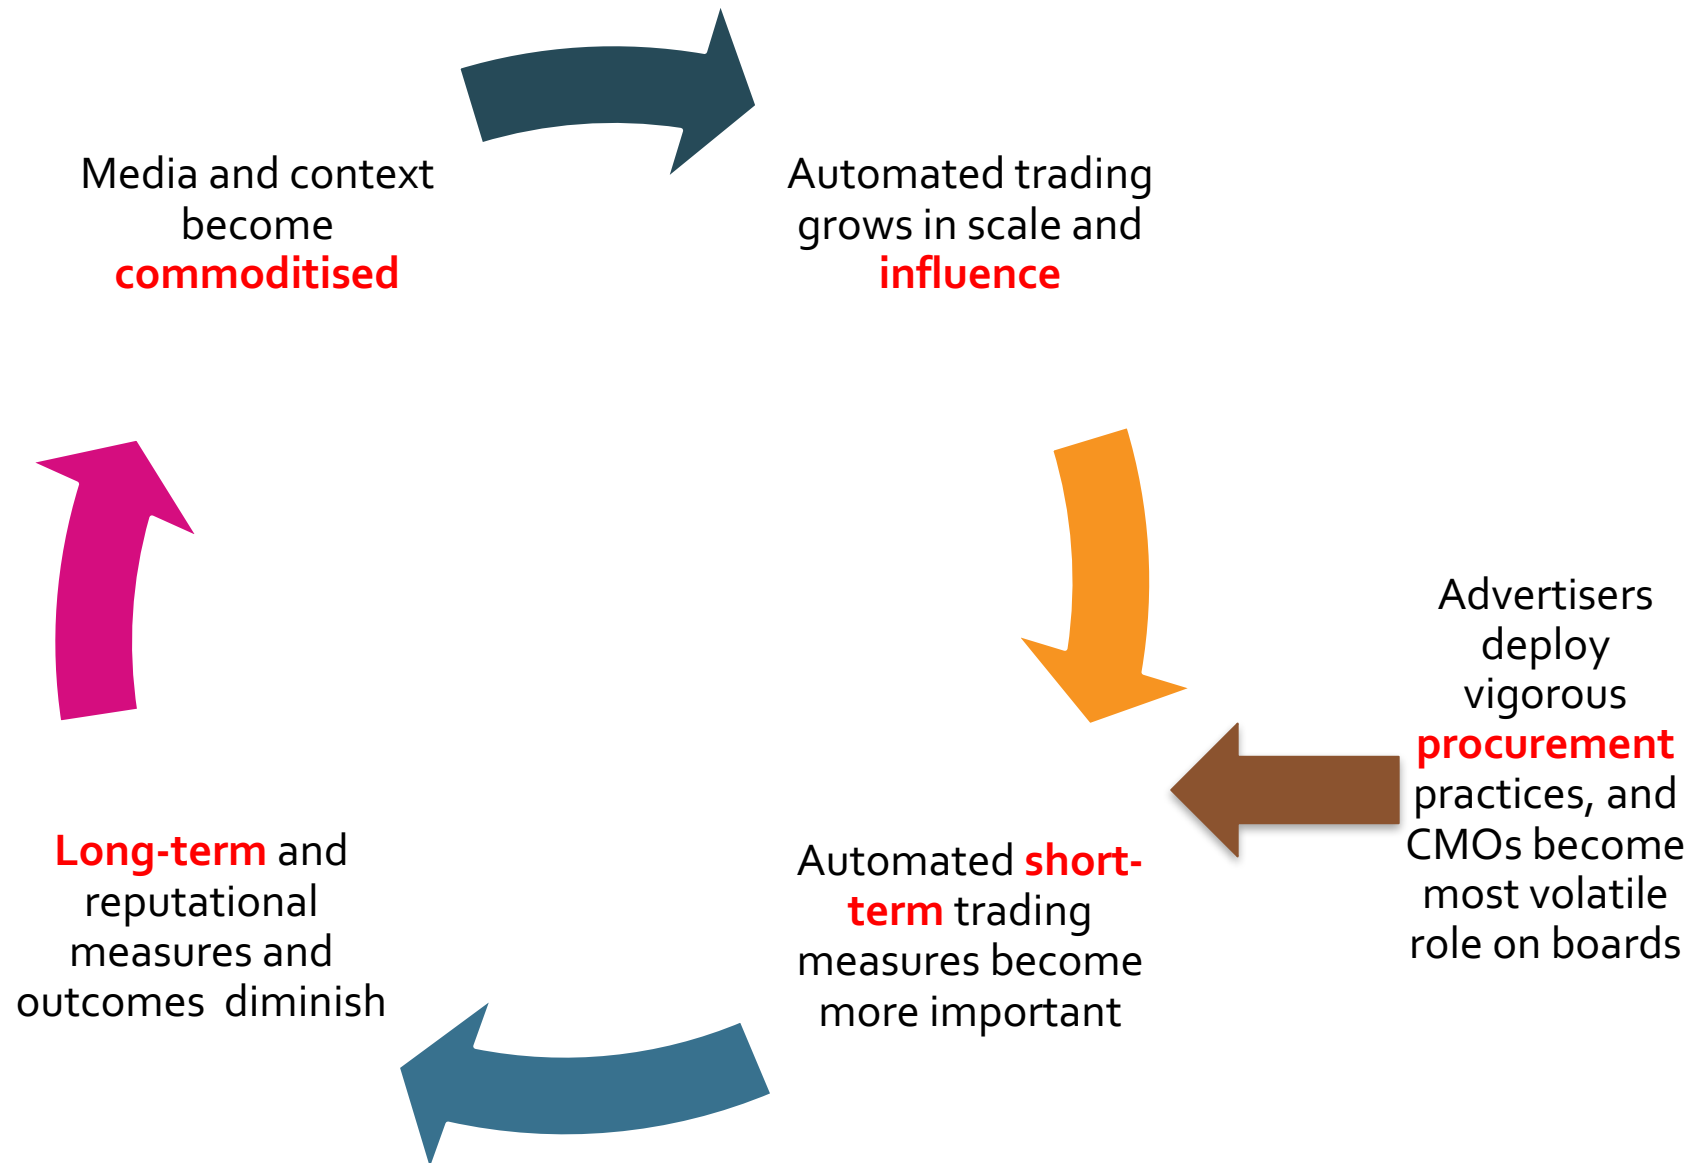 Media and context
become
commoditised
Automated trading
grows in scale and
influence
Advertisers
deploy
vigorous
procurement
practices, and
CMOs become
most volatile
role on boards
Automated short-
term trading
measures become
more important
Long-term and
reputational
measures and
outcomes  diminish